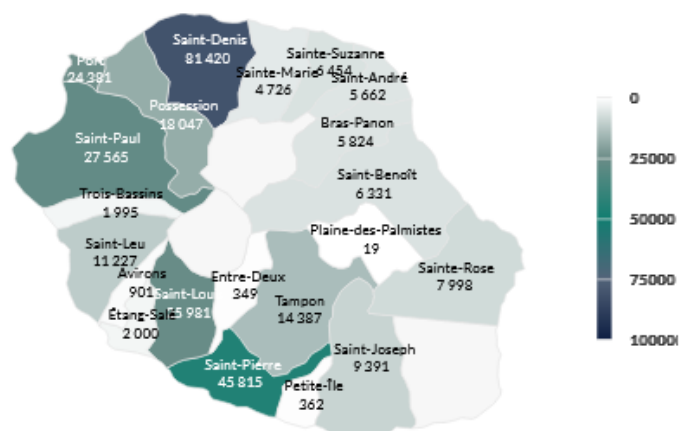 Saint-Denis
81 420
Sainte-Suzanne
6 454
Sainte-Marie
4 726
Saint-André
5 662
Port
24 381
Possession
18 047
Bras-Panon
5 824
Saint-Paul
27 565
Saint-Benoît
6 331
Trois-Bassins
1 995
Plaine-des-Palmistes
19
Saint-Leu
11 227
Sainte-Rose
7 998
Avirons
901
Entre-Deux
349
Saint-Lou
5 981
Tampon
14 387
Étang-Salé
2 000
Saint-Joseph
9 391
Saint-Pierre
45 815
Petite-Île
362
0
25000
50000
75000
100000